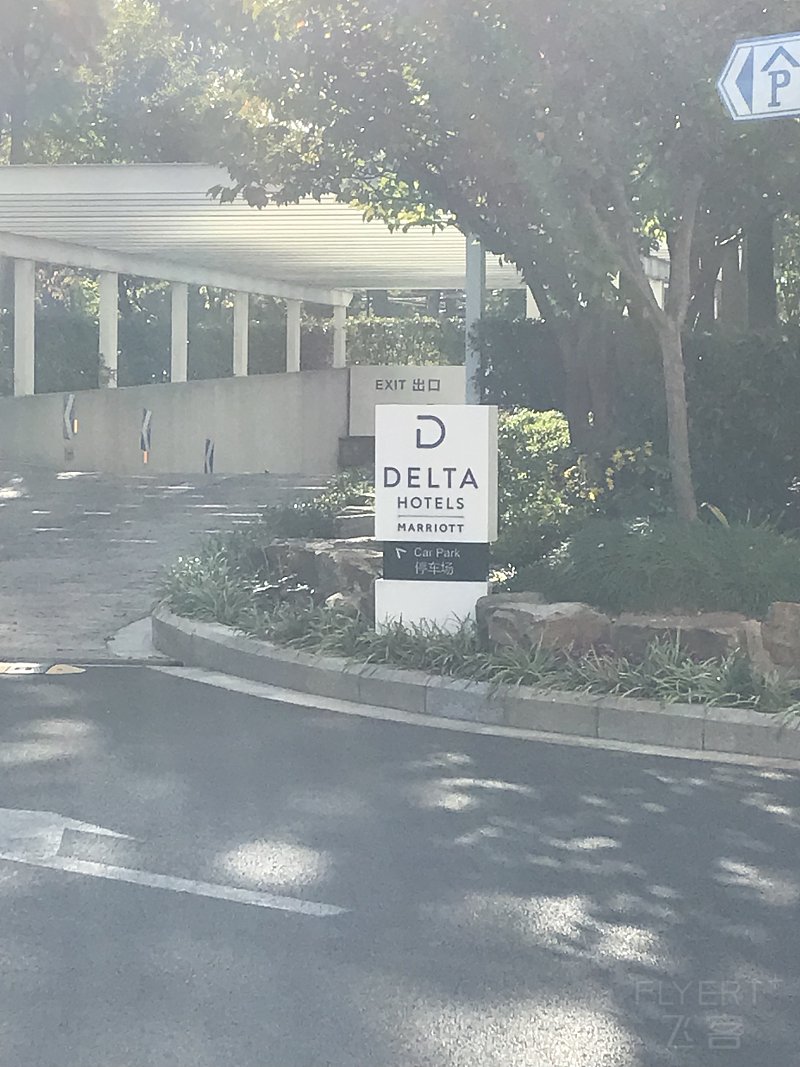 P
EXIT 出口
D
DELTA
HOTELS
MARRIOTT
Car Park
停车场
FLYERT
飞客